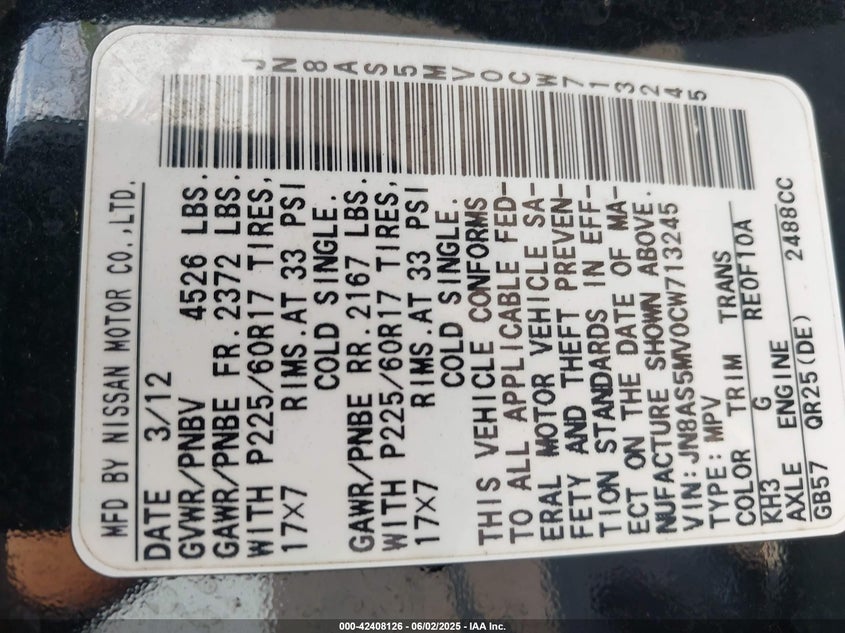 JN8AS5MV0CW713245
MFD BY NISSAN MOTOR CO.,LTD.
DATE 3/12
GVWR/PNBV 4526 LBS.
GAWR/PNBE FR. 2372 LBS.
WITH P225/60R17 TIRES,
17X7 RIMS. AT 33 PSI
COLD SINGLE.
GAWR/PNBE RR. 2167 LBS.
WITH P225/60R17 TIRES,
17X7 RIMS. AT 33 PSI
COLD SINGLE.
THIS VEHICLE CONFORMS
TO ALL APPLICABLE FED-
ERAL MOTOR VEHICLE SA-
FETY AND THEFT PREVEN-
TION STANDARDS IN EFF-
ECT ON THE DATE OF MA-
NUFACTURE SHOWN ABOVE.
VIN: JN8AS5MV0CW713245
TYPE: MPV
COLOR TRIM TRANS
KH3 G RE0F10A
AXLE ENGINE
GB57 QR25(DE) 2488CC
000-42408126 - 06/02/2025 - IAA Inc.